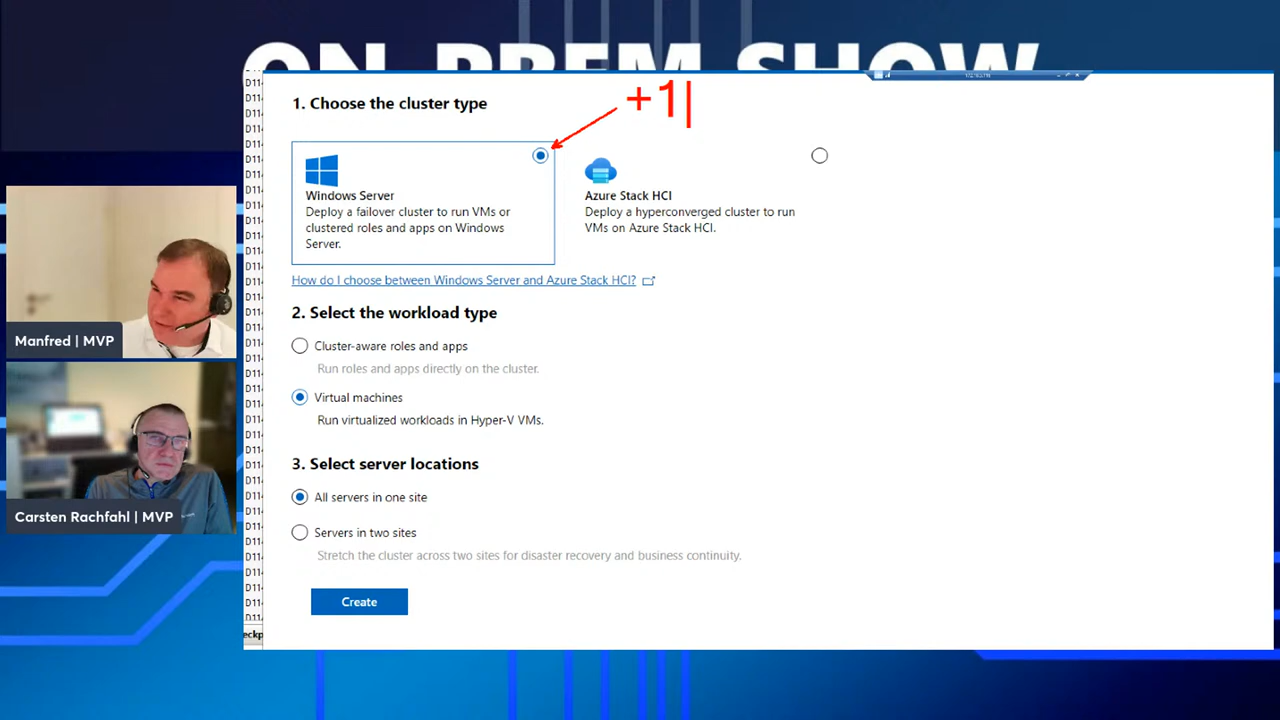 ON-PREM SHOW
1. Choose the cluster type
+1
Windows Server
Deploy a failover cluster to run VMs or
clustered roles and apps on Windows
Server.
Azure Stack HCI
Deploy a hyperconverged cluster to run
VMs on Azure Stack HCI.
How do I choose between Windows Server and Azure Stack HCI?
2. Select the workload type
Cluster-aware roles and apps
Run roles and apps directly on the cluster.
Virtual machines
Run virtualized workloads in Hyper-V VMs.
3. Select server locations
All servers in one site
Servers in two sites
Stretch the cluster across two sites for disaster recovery and business continuity.
Create
Manfred | MVP
Carsten Rachfahl | MVP